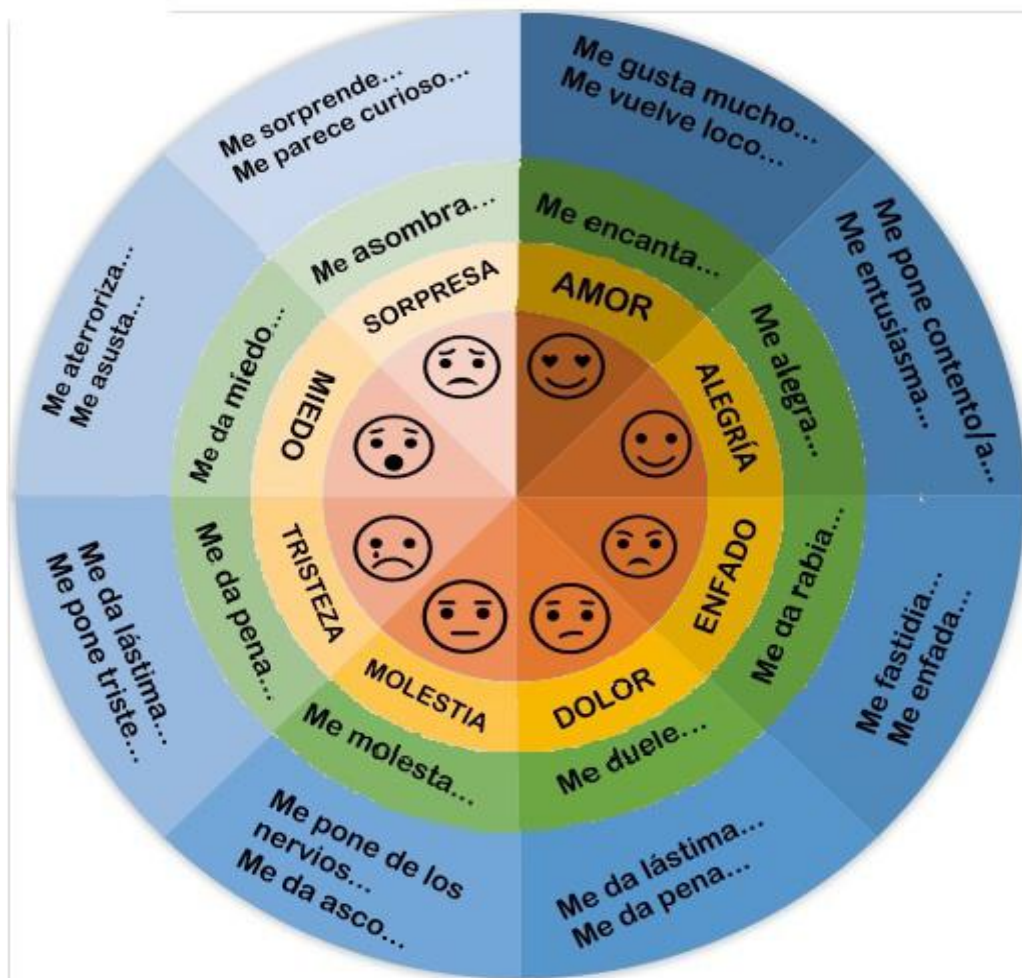 Me gusta mucho...
Me vuelve loco...
Me encanta...
AMOR
Me pone contento/a...
Me entusiasma...
Me alegra...
ALEGRÍA
Me fastidia...
Me enfada...
Me da rabia...
ENFADO
Me da lástima...
Me da pena...
Me duele...
DOLOR
Me pone de los
nervios...
Me da asco...
Me molesta...
MOLESTIA
Me da lástima...
Me pone triste...
Me da pena...
TRISTEZA
Me aterroriza...
Me asusta...
Me da miedo...
MIEDO
Me sorprende...
Me parece curioso...
Me asombra...
SORPRESA